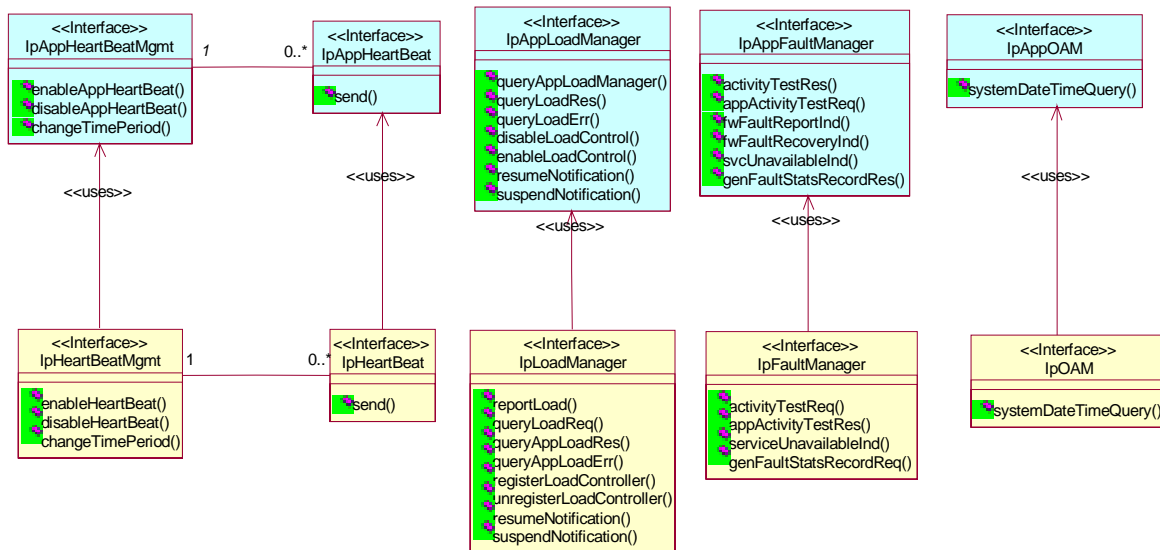 <<Interface>>
IpAppHeartBeatMgmt
enableAppHeartBeat()
disableAppHeartBeat()
changeTimePeriod()
1
0..*
<<Interface>>
IpAppHeartBeat
send()
<<Interface>>
IpAppLoadManager
queryAppLoadManager()
queryLoadRes()
queryLoadErr()
disableLoadControl()
enableLoadControl()
resumeNotification()
suspendNotification()
<<Interface>>
IpAppFaultManager
activityTestRes()
appActivityTestReq()
fwFaultReportInd()
fwFaultRecoveryInd()
svcUnavailableInd()
genFaultStatsRecordRes()
<<Interface>>
IpAppOAM
systemDateTimeQuery()
<<uses>>
<<uses>>
<<uses>>
<<uses>>
<<uses>>
<<Interface>>
IpHeartBeatMgmt
enableHeartBeat()
disableHeartBeat()
changeTimePeriod()
1
0..*
<<Interface>>
IpHeartBeat
send()
<<Interface>>
IpLoadManager
reportLoad()
queryLoadReq()
queryAppLoadRes()
queryAppLoadErr()
registerLoadController()
unregisterLoadController()
resumeNotification()
suspendNotification()
<<Interface>>
IpFaultManager
activityTestReq()
appActivityTestRes()
serviceUnavailableInd()
genFaultStatsRecordReq()
<<Interface>>
IpOAM
systemDateTimeQuery()